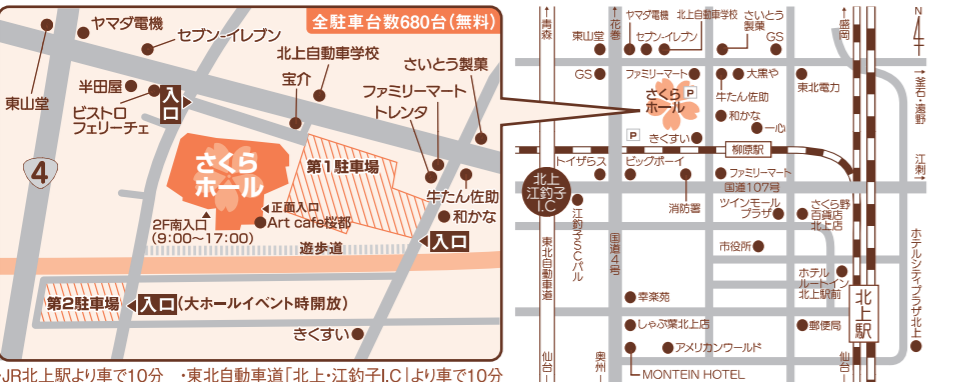 全駐車台数680台(無料)
ヤマダ電機
セブン-イレブン
北上自動車学校
東山堂
半田屋
ビストロ
フェリーチェ
入口
宝介
さいとう製菓
ファミリーマート
トレンタ
4
さくら
ホール
第1駐車場
正面入口
Art cafe桜都
2F南入口
(9:00〜17:00)
牛たん佐助
和かな
入口
遊歩道
第2駐車場
入口
(大ホールイベント時開放)
きくすい
・JR北上駅より車で10分 ・東北自動車道「北上・江釣子I.C」より車で10分
←青森
←花巻
ヤマダ電機
北上自動車学校
さいとう
製菓
盛岡
N
4
東山堂
セブン-イレブン
GS
GS
ファミリーマート
大黒や
東北電力
釜石・遠野
さくら
ホール
P
牛たん佐助
和かな
一心
P
きくすい
柳原駅
トイザらス
ビッグボーイ
ファミリーマート
国道107号
江刺
北上
江釣子
I.C
消防署
ツインモール
プラザ
さくら野
百貨店
北上店
江釣子SCパル
東北自動車道
国道4号
市役所
ホテル
ルートイン
北上駅前
ホテルシティプラザ北上
幸楽苑
北上駅
しゃぶ葉北上店
郵便局
アメリカンワールド
仙台
奥州
MONTEIN HOTEL
仙台